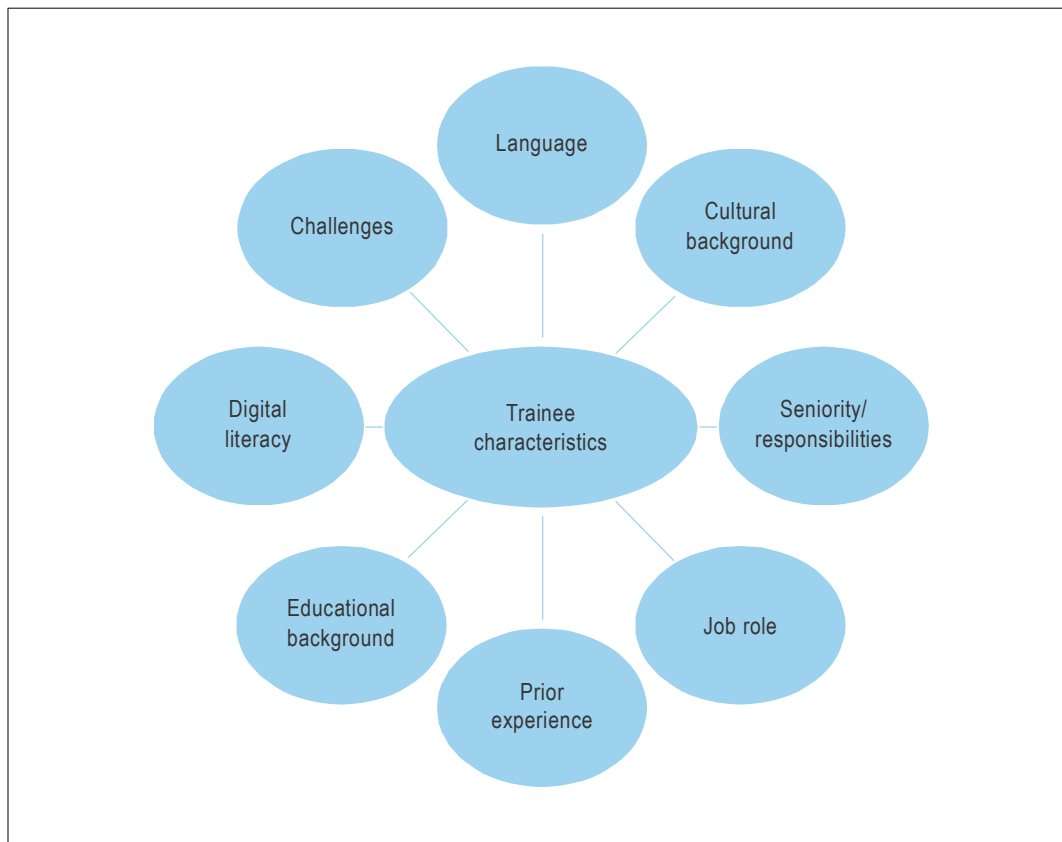 Language
Cultural
background
Challenges
Digital
literacy
Trainee
characteristics
Seniority/
responsibilities
Educational
background
Job role
Prior
experience